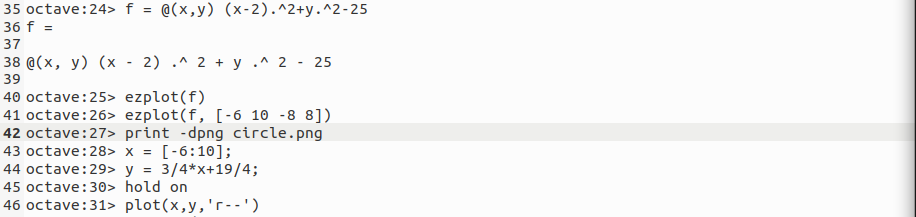 35 octave:24> f = @(x,y) (x-2).^2+y.^2-25
36 f =
37
38 @(x, y) (x - 2) .^ 2 + y .^ 2 - 25
39
40 octave:25> ezplot(f)
41 octave:26> ezplot(f, [-6 10 -8 8])
42 octave:27> print -dpng circle.png
43 octave:28> x = [-6:10];
44 octave:29> y = 3/4*x+19/4;
45 octave:30> hold on
46 octave:31> plot(x,y,'r--')